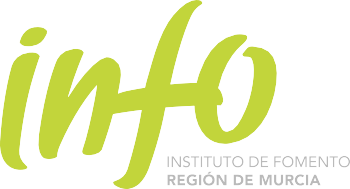 info
INSTITUTO DE FOMENTO
REGIÓN DE MURCIA